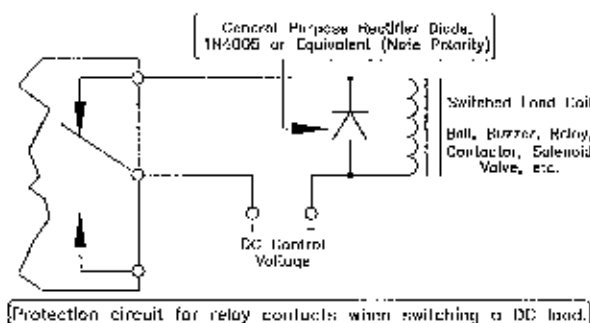 General Purpose Rectifier Diode,
1N4005 or Equivalent (Note Polarity)
Switched Load Coil
Bell, Buzzer, Relay,
Contactor, Solenoid
Valve, etc.
DC Control
Voltage
Protection circuit for relay contacts when switching a DC load.